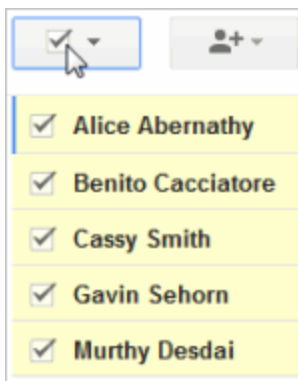 Alice Abernathy
Benito Cacciatore
Cassy Smith
Gavin Sehorn
Murthy Desdai